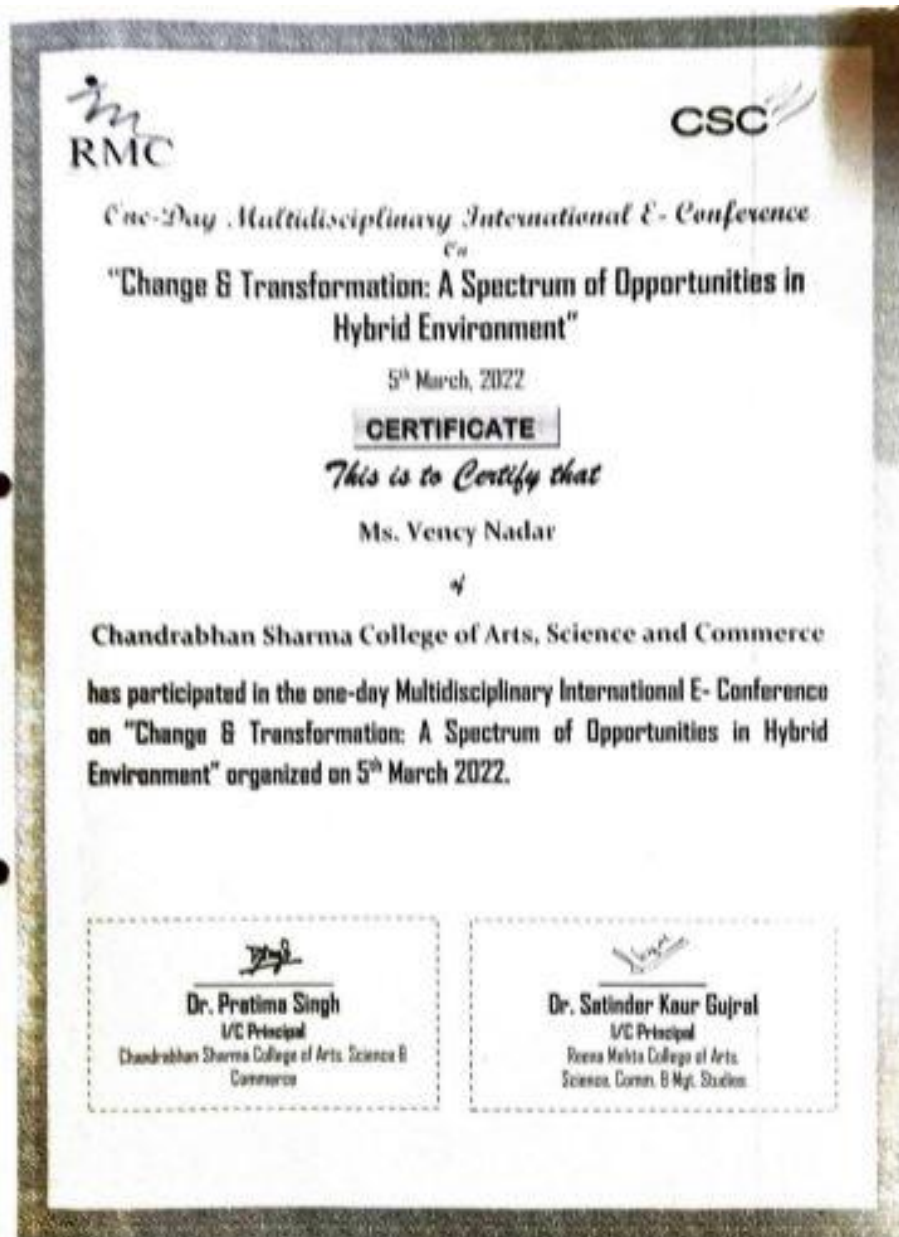 RMC
CSC
One-Day Multidisciplinary International E- Conference
On
"Change & Transformation: A Spectrum of Opportunities in
Hybrid Environment"
5th March, 2022
CERTIFICATE
This is to Certify that
Ms. Vency Nadar
of
Chandrabhan Sharma College of Arts, Science and Commerce
has participated in the one-day Multidisciplinary International E- Conference
on "Change & Transformation: A Spectrum of Opportunities in Hybrid
Environment" organized on 5th March 2022.
Dr. Pratima Singh
I/C Principal
Chandrabhan Sharma College of Arts, Science &
Commerce
Dr. Satinder Kaur Gujral
I/C Principal
Reena Mehta College of Arts,
Science, Comm. & Mgt. Studies